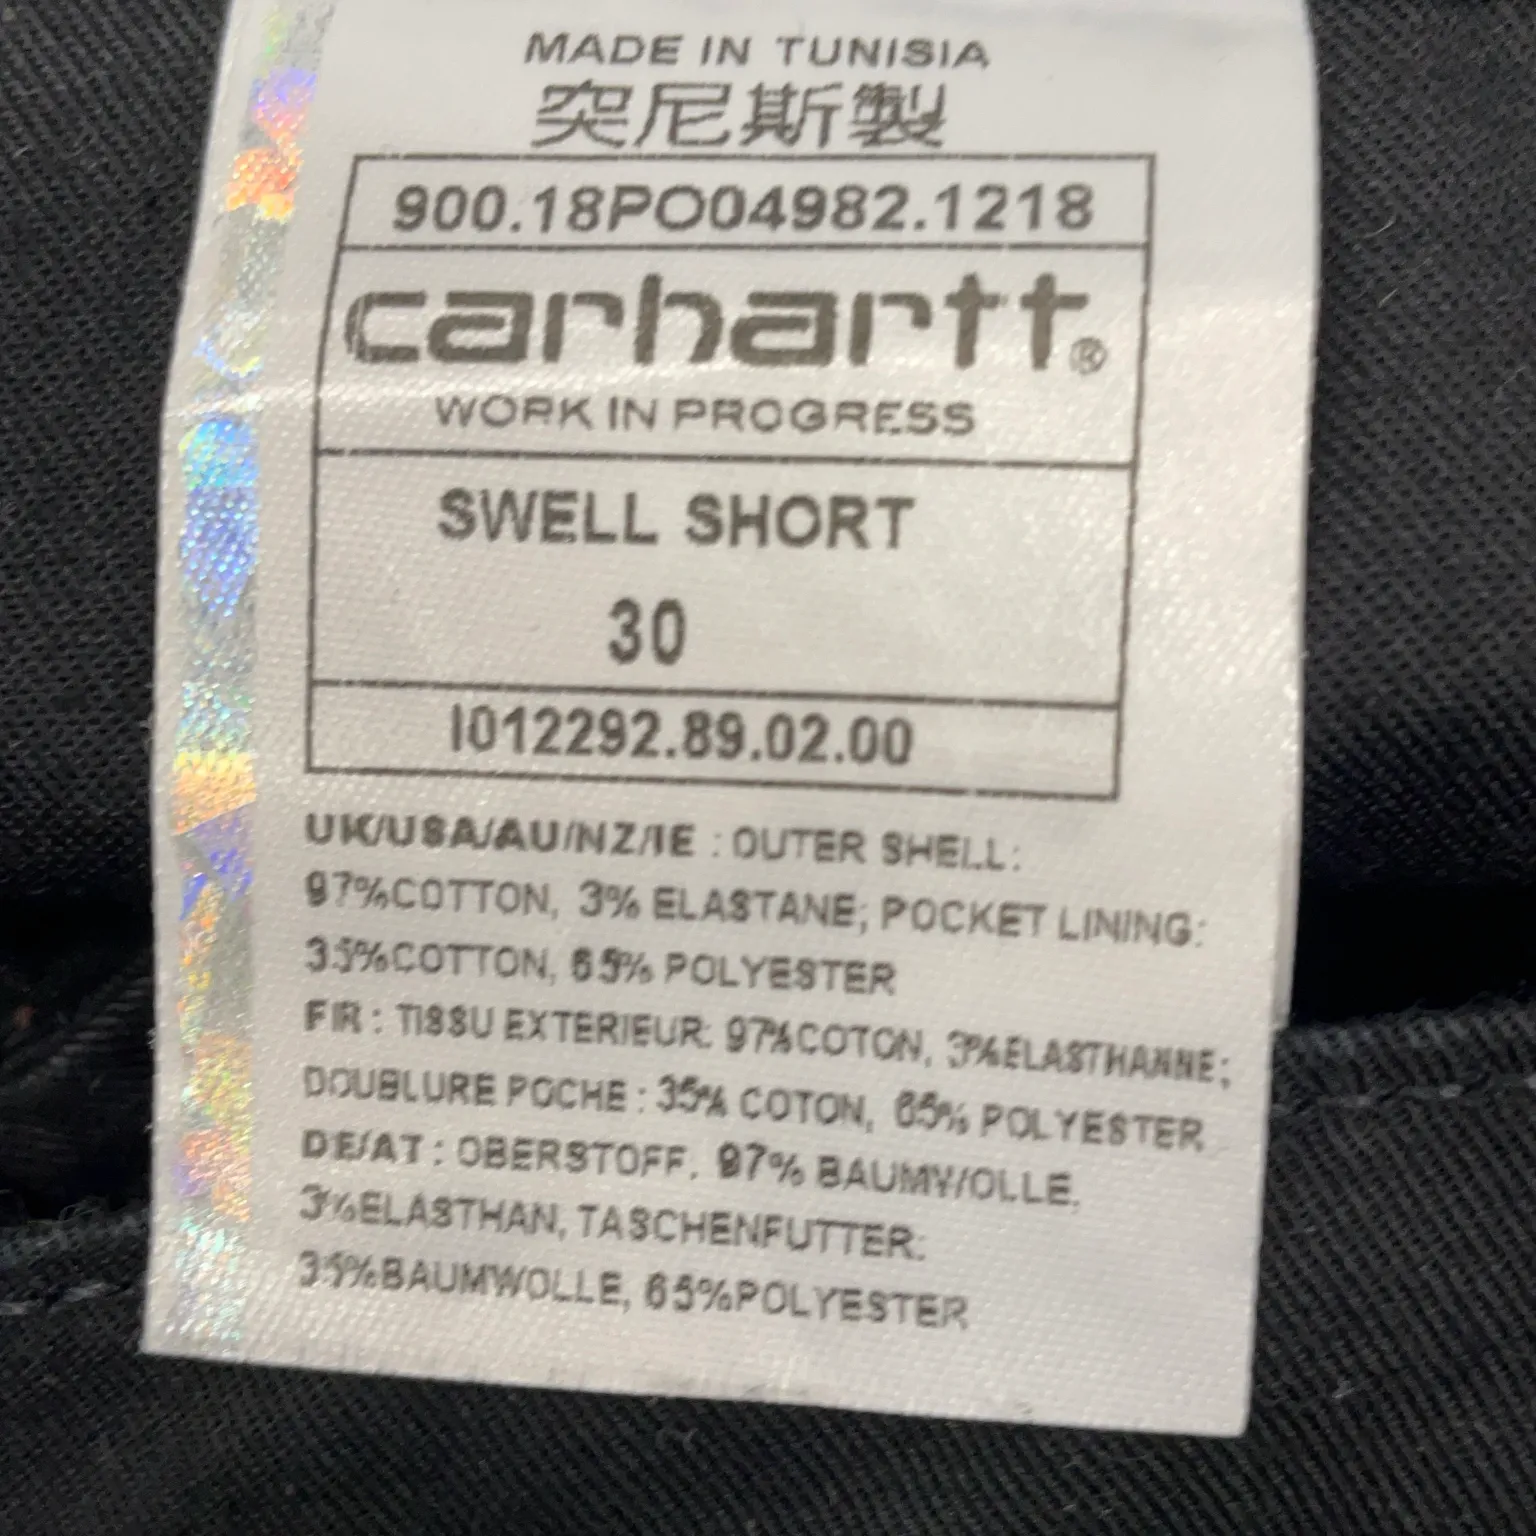 MADE IN TUNISIA
突尼斯製
900.18PO04982.1218
carhartt®
WORK IN PROGRESS
SWELL SHORT
30
I012292.89.02.00
UK/USA/AU/NZ/IE : OUTER SHELL:
97%COTTON, 3% ELASTANE; POCKET LINING:
35%COTTON, 65% POLYESTER
FR : TISSU EXTERIEUR: 97%COTON, 3%ELASTHANNE;
DOUBLURE POCHE : 35% COTON, 65% POLYESTER
DE/AT : OBERSTOFF. 97% BAUMWOLLE.
3%ELASTHAN, TASCHENFUTTER:
35%BAUMWOLLE, 65%POLYESTER